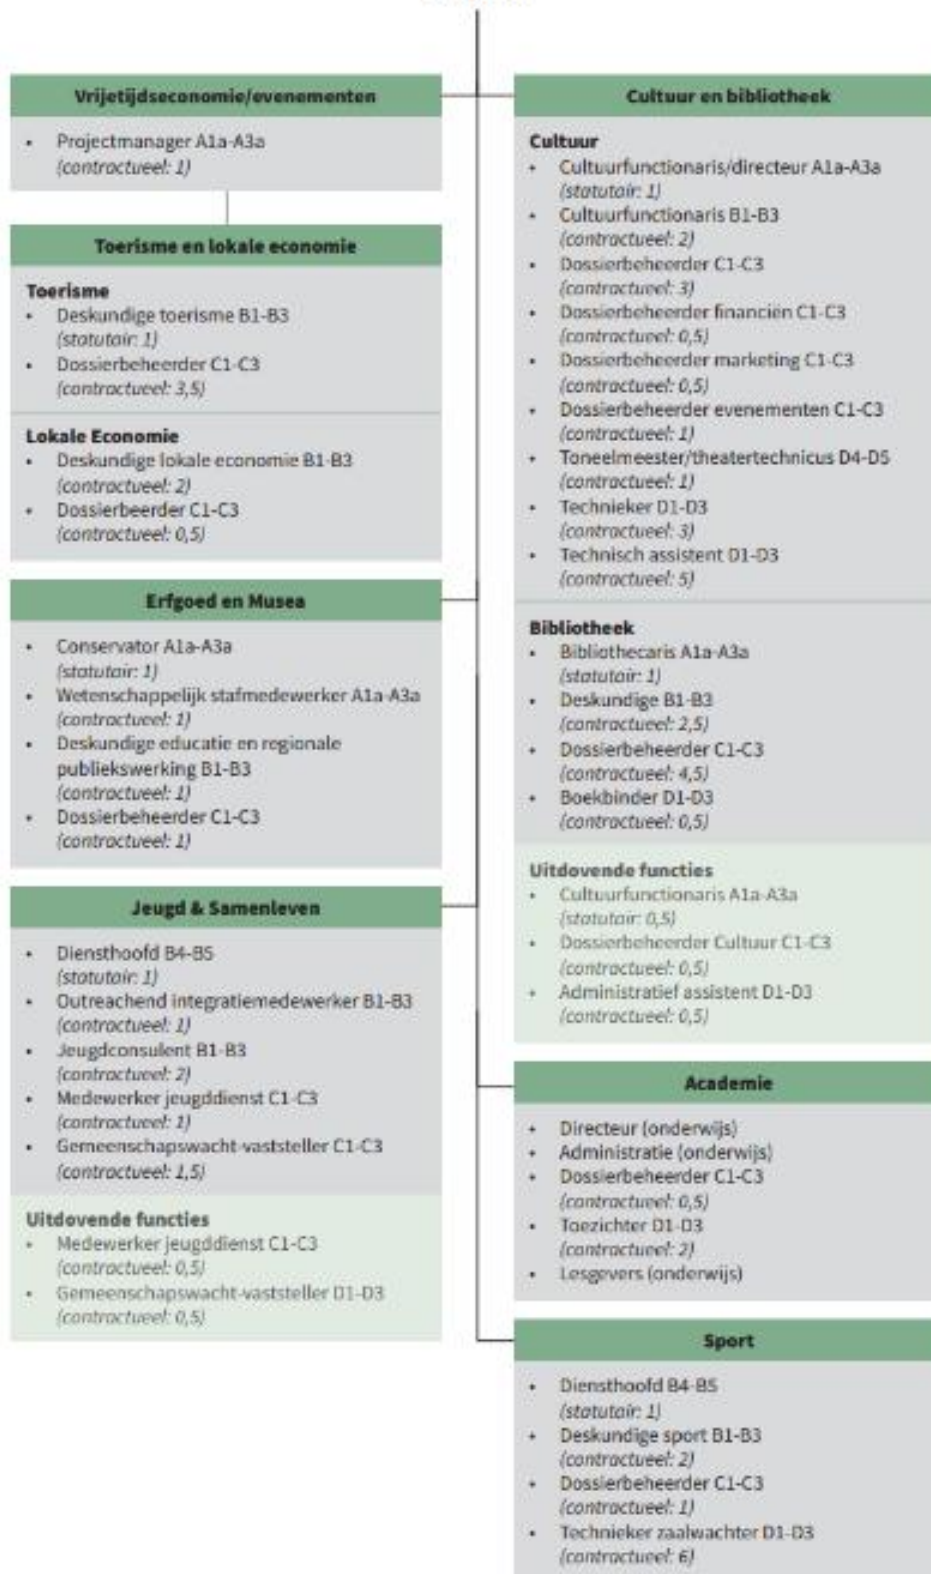 Vrijetijdseconomie/evenementen
• Projectmanager A1a-A3a
(contractueel: 1)
Toerisme en lokale economie
Toerisme
• Deskundige toerisme B1-B3
(statutair: 1)
• Dossierbeheerder C1-C3
(contractueel: 3,5)
Lokale Economie
• Deskundige lokale economie B1-B3
(contractueel: 2)
• Dossierbeerder C1-C3
(contractueel: 0,5)
Erfgoed en Musea
• Conservator A1a-A3a
(statutair: 1)
• Wetenschappelijk stafmedewerker A1a-A3a
(contractueel: 1)
• Deskundige educatie en regionale
publiekswerking B1-B3
(contractueel: 1)
• Dossierbeheerder C1-C3
(contractueel: 1)
Jeugd & Samenleven
• Diensthoofd B4-B5
(statutair: 1)
• Outreachend integratiemedewerker B1-B3
(contractueel: 1)
• Jeugdconsulent B1-B3
(contractueel: 2)
• Medewerker jeugddienst C1-C3
(contractueel: 1)
• Gemeenschapswacht-vaststeller C1-C3
(contractueel: 1,5)
Uitdovende functies
• Medewerker jeugddienst C1-C3
(contractueel: 0,5)
• Gemeenschapswacht-vaststeller D1-D3
(contractueel: 0,5)
Cultuur en bibliotheek
Cultuur
• Cultuurfunctionaris/directeur A1a-A3a
(statutair: 1)
• Cultuurfunctionaris B1-B3
(contractueel: 2)
• Dossierbeheerder C1-C3
(contractueel: 3)
• Dossierbeheerder financiën C1-C3
(contractueel: 0,5)
• Dossierbeheerder marketing C1-C3
(contractueel: 0,5)
• Dossierbeheerder evenementen C1-C3
(contractueel: 1)
• Toneelmeester/theatertechnicus D4-D5
(contractueel: 1)
• Technieker D1-D3
(contractueel: 3)
• Technisch assistent D1-D3
(contractueel: 5)
Bibliotheek
• Bibliothecaris A1a-A3a
(statutair: 1)
• Deskundige B1-B3
(contractueel: 2,5)
• Dossierbeheerder C1-C3
(contractueel: 4,5)
• Boekbinder D1-D3
(contractueel: 0,5)
Uitdovende functies
• Cultuurfunctionaris A1a-A3a
(statutair: 0,5)
• Dossierbeheerder Cultuur C1-C3
(contractueel: 0,5)
• Administratief assistent D1-D3
(contractueel: 0,5)
Academie
• Directeur (onderwijs)
• Administratie (onderwijs)
• Dossierbeheerder C1-C3
(contractueel: 0,5)
• Toezichter D1-D3
(contractueel: 2)
• Lesgevers (onderwijs)
Sport
• Diensthoofd B4-B5
(statutair: 1)
• Deskundige sport B1-B3
(contractueel: 2)
• Dossierbeheerder C1-C3
(contractueel: 1)
• Technieker zaalwachter D1-D3
(contractueel: 6)